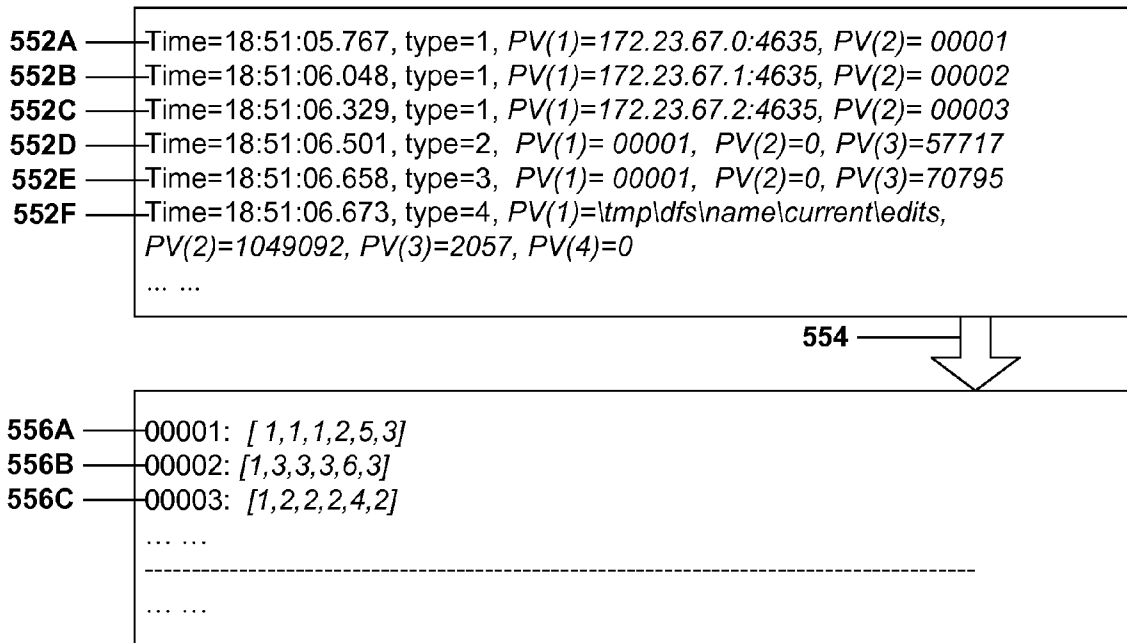 552A Time=18:51:05.767, type=1, PV(1)=172.23.67.0:4635, PV(2)= 00001
552B Time=18:51:06.048, type=1, PV(1)=172.23.67.1:4635, PV(2)= 00002
552C Time=18:51:06.329, type=1, PV(1)=172.23.67.2:4635, PV(2)= 00003
552D Time=18:51:06.501, type=2, PV(1)= 00001, PV(2)=0, PV(3)=57717
552E Time=18:51:06.658, type=3, PV(1)= 00001, PV(2)=0, PV(3)=70795
552F Time=18:51:06.673, type=4, PV(1)=\tmp\dfs\name\current\edits,
PV(2)=1049092, PV(3)=2057, PV(4)=0
... ...
554
556A 00001: [ 1,1,1,2,5,3]
556B 00002: [1,3,3,3,6,3]
556C 00003: [1,2,2,2,4,2]
... ...
... ...